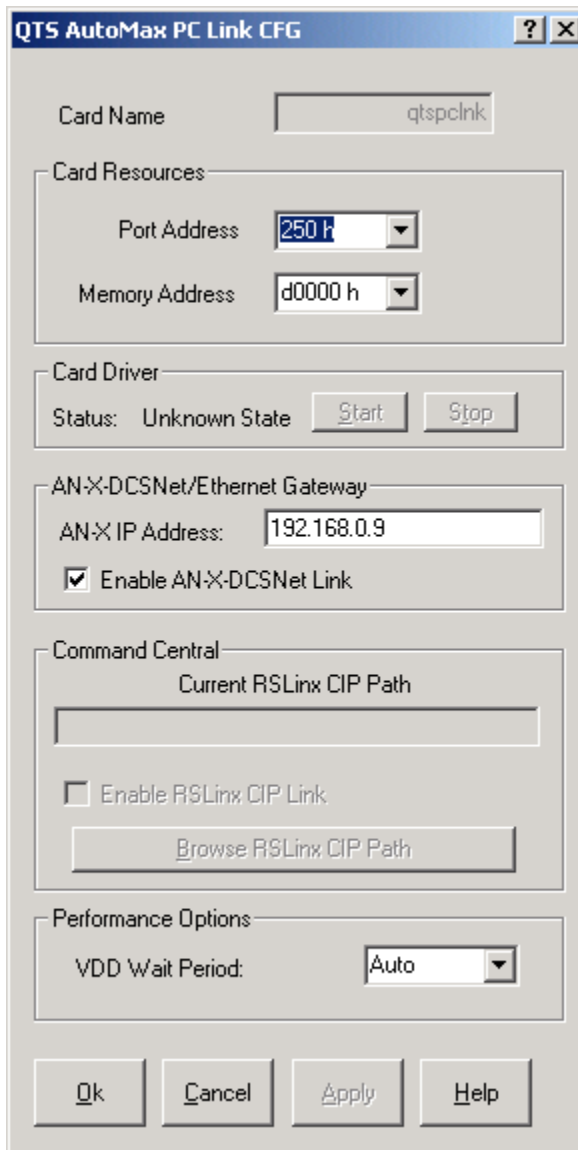 QTS AutoMax PC Link CFG
Card Name qtspclnk
Card Resources
Port Address 250 h
Memory Address d0000 h
Card Driver
Status: Unknown State Start Stop
AN-X-DCSNet/Ethernet Gateway
AN-X IP Address: 192.168.0.9
Enable AN-X-DCSNet Link
Command Central
Current RSLinx CIP Path
Enable RSLinx CIP Link
Browse RSLinx CIP Path
Performance Options
VDD Wait Period: Auto
Ok Cancel Apply Help